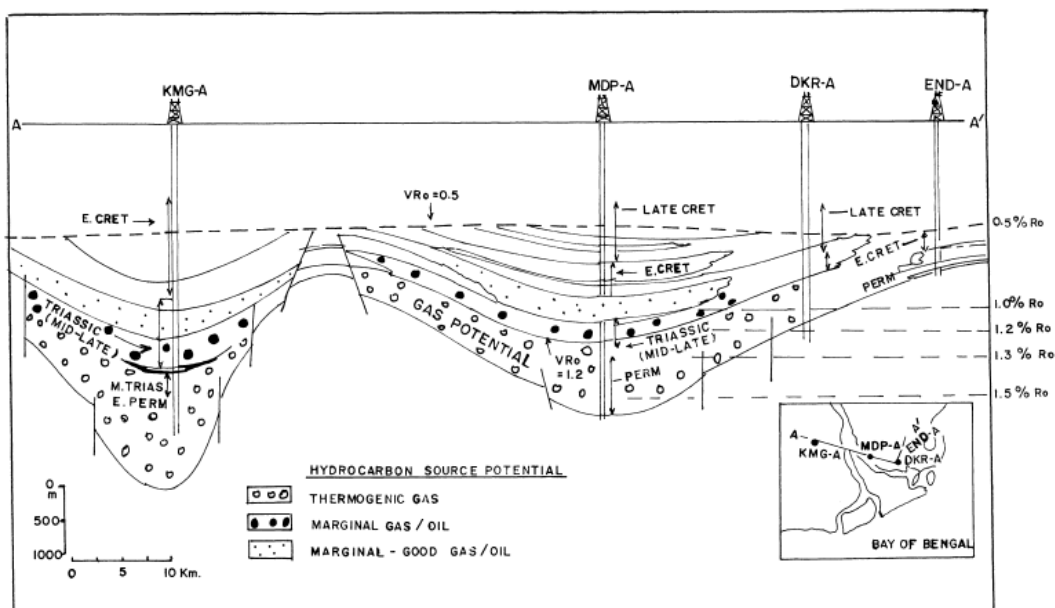 KMG-A
MDP-A
DKR-A
END-A
A
A'
VRo = 0.5
E. CRET
LATE CRET
LATE CRET
0.5% Ro
E. CRET
E. CRET
PERM
TRIASSIC
(MID-LATE)
GAS POTENTIAL
1.0% Ro
TRIASSIC
(MID-LATE)
1.2 % Ro
VRo
= 1.2
PERM
1.3 % Ro
M. TRIAS
E. PERM
1.5 % Ro
A
KMG-A
MDP-A
A'
END-A
DKR-A
BAY OF BENGAL
HYDROCARBON SOURCE POTENTIAL
THERMOGENIC GAS
MARGINAL GAS / OIL
MARGINAL - GOOD GAS/OIL
0
m
500
1000
0 5 10 Km.